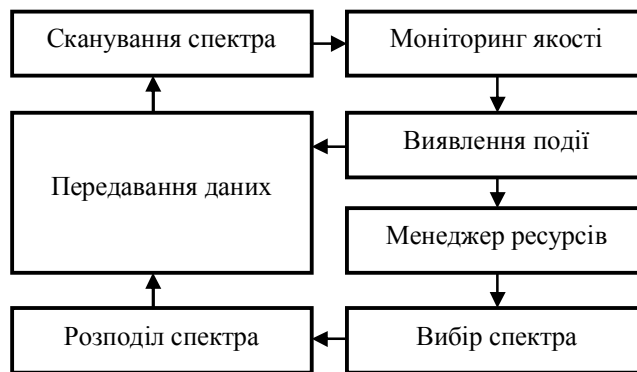 Сканування спектра
Моніторинг якості
Виявлення події
Передавання даних
Менеджер ресурсів
Розподіл спектра
Вибір спектра